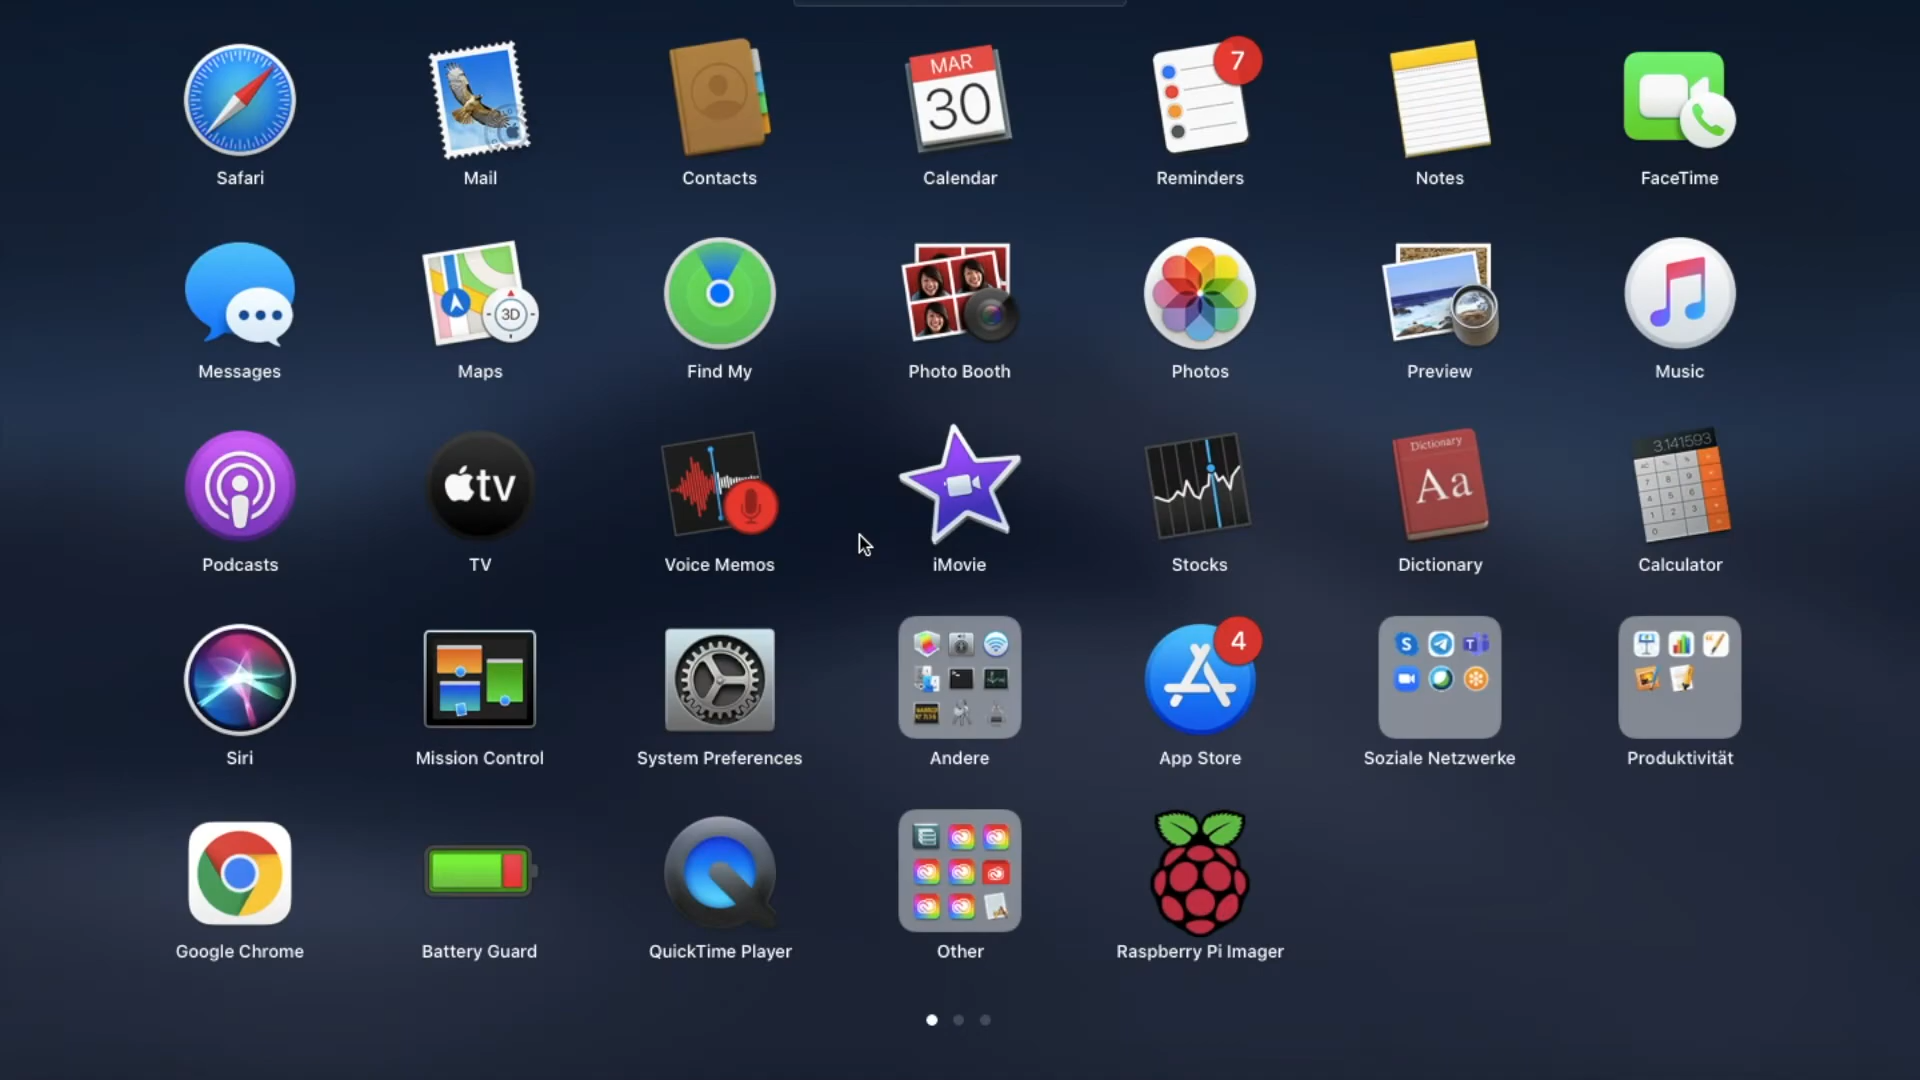 MAR
30
7
Safari
Mail
Contacts
Calendar
Reminders
Notes
FaceTime
3D
Messages
Maps
Find My
Photo Booth
Photos
Preview
Music
tv
Dictionary
Aa
3.141593
Podcasts
TV
Voice Memos
iMovie
Stocks
Dictionary
Calculator
4
Siri
Mission Control
System Preferences
Andere
App Store
Soziale Netzwerke
Produktivität
Google Chrome
Battery Guard
QuickTime Player
Other
Raspberry Pi Imager